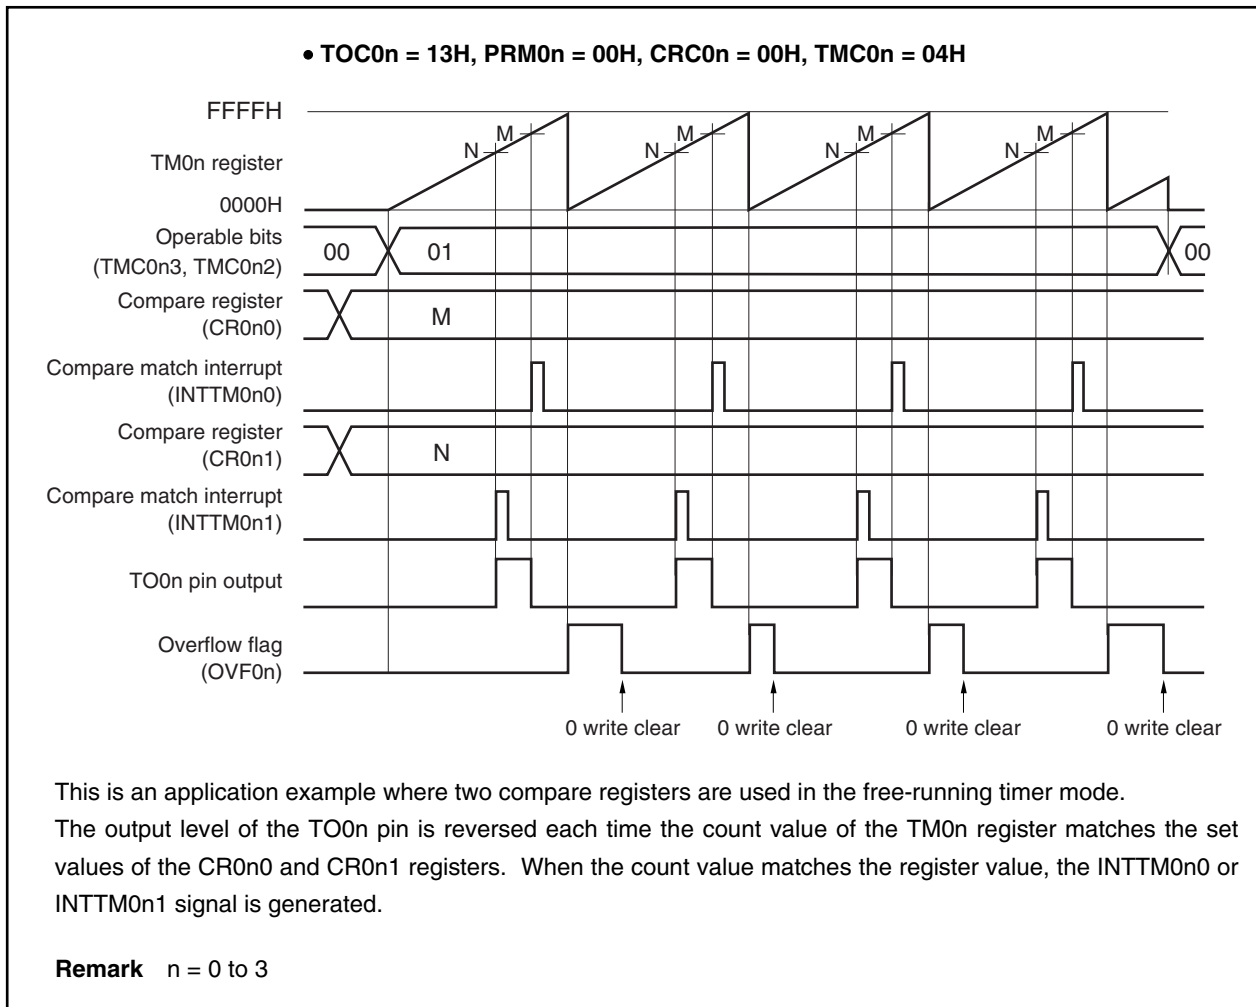 • TOC0n = 13H, PRM0n = 00H, CRC0n = 00H, TMC0n = 04H
FFFFH
M M M M
N N N N
TM0n register
0000H
Operable bits
(TMC0n3, TMC0n2)
00 01 00
Compare register
(CR0n0)
M
Compare match interrupt
(INTTM0n0)
Compare register
(CR0n1)
N
Compare match interrupt
(INTTM0n1)
TO0n pin output
Overflow flag
(OVF0n)
0 write clear 0 write clear 0 write clear 0 write clear
This is an application example where two compare registers are used in the free-running timer mode.
The output level of the TO0n pin is reversed each time the count value of the TM0n register matches the set
values of the CR0n0 and CR0n1 registers. When the count value matches the register value, the INTTM0n0 or
INTTM0n1 signal is generated.
Remark n = 0 to 3